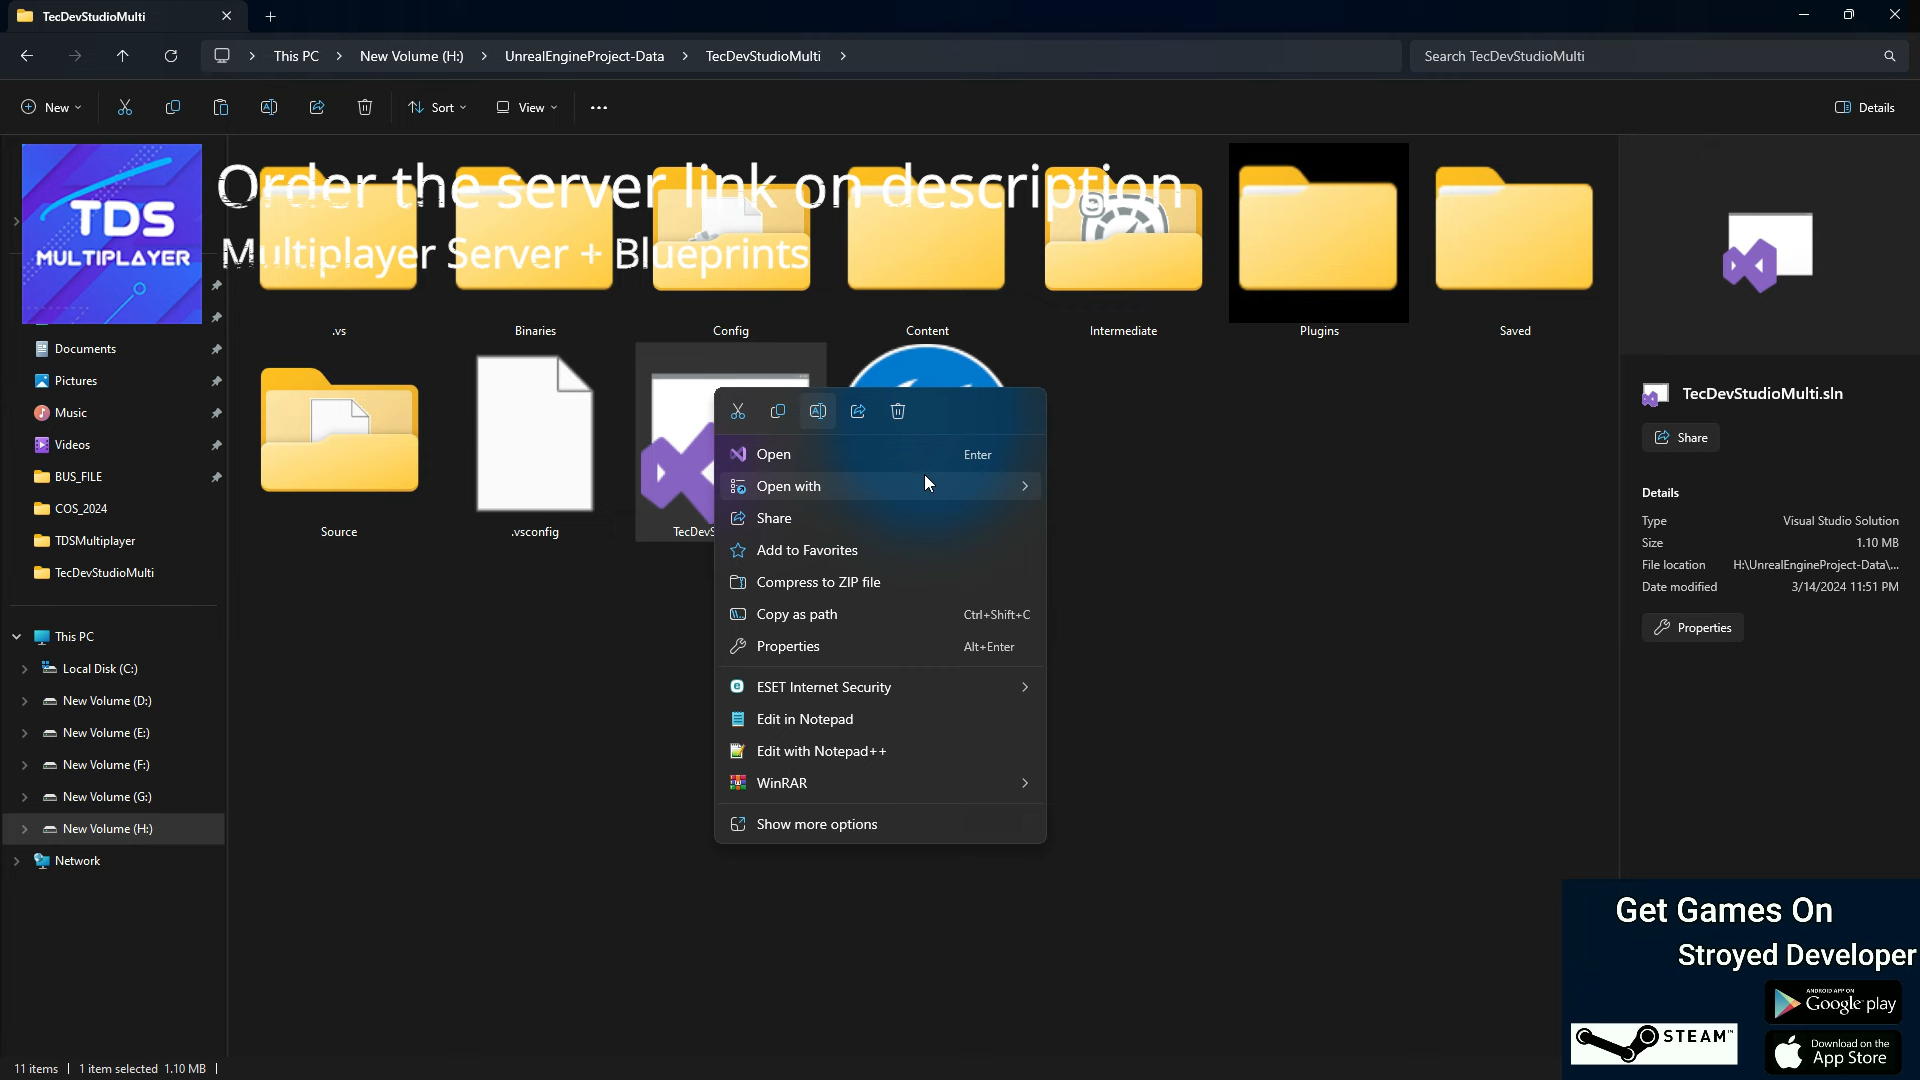 TecDevStudioMulti
This PC
New Volume (H:)
UnrealEngineProject-Data
TecDevStudioMulti
Search TecDevStudioMulti
New
Sort
View
Details
TDS
MULTIPLAYER
Order the server link on description
Multiplayer Server + Blueprints
.vs
Binaries
Config
Content
Intermediate
Plugins
Saved
Documents
Pictures
Music
Videos
BUS_FILE
COS_2024
TDSMultiplayer
TecDevStudioMulti
This PC
Local Disk (C:)
New Volume (D:)
New Volume (E:)
New Volume (F:)
New Volume (G:)
New Volume (H:)
Network
Source
.vsconfig
TecDevS
Open Enter
Open with
Share
Add to Favorites
Compress to ZIP file
Copy as path Ctrl+Shift+C
Properties Alt+Enter
ESET Internet Security
Edit in Notepad
Edit with Notepad++
WinRAR
Show more options
TecDevStudioMulti.sln
Share
Details
Type Visual Studio Solution
Size 1.10 MB
File location H:\UnrealEngineProject-Data\...
Date modified 3/14/2024 11:51 PM
Properties
Get Games On
Stroyed Developer
ANDROID APP ON
Google play
STEAM™
Download on the
App Store
11 items
1 item selected 1.10 MB